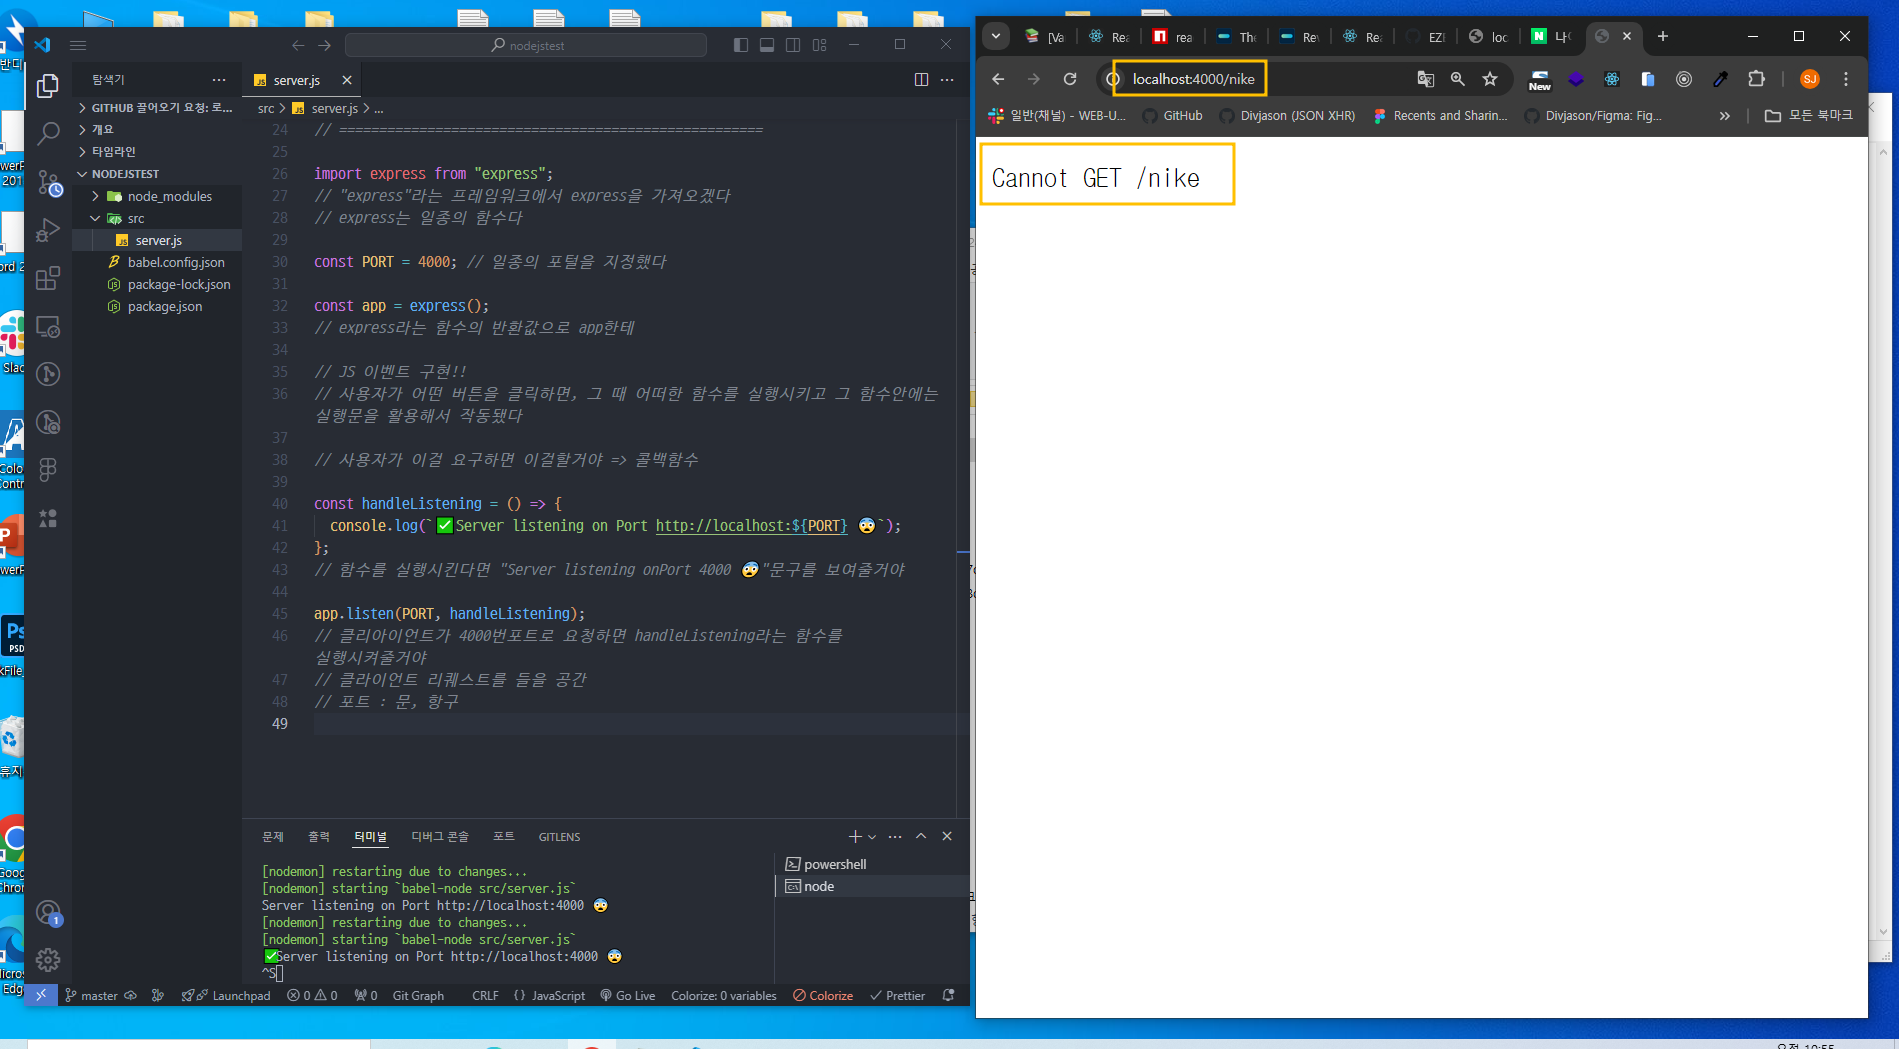 nodejstest
탐색기
GITHUB 끌어오기 요청: 로...
개요
타임라인
NODEJSTEST
node_modules
src
server.js
babel.config.json
package-lock.json
package.json
server.js
src > server.js > ...
24 // =====================================================
25
26 import express from "express";
27 // "express"라는 프레임워크에서 express을 가져오겠다
28 // express는 일종의 함수다
29
30 const PORT = 4000; // 일종의 포털을 지정했다
31
32 const app = express();
33 // express라는 함수의 반환값으로 app한테
34
35 // JS 이벤트 구현!!
36 // 사용자가 어떤 버튼을 클릭하면, 그 때 어떠한 함수를 실행시키고 그 함수안에는
실행문을 활용해서 작동됐다
37
38 // 사용자가 이걸 요구하면 이걸할거야 => 콜백함수
39
40 const handleListening = () => {
41 console.log(`✅Server listening on Port http://localhost:${PORT} 😨`);
42 };
43 // 함수를 실행시킨다면 "Server listening onPort 4000 😨"문구를 보여줄거야
44
45 app.listen(PORT, handleListening);
46 // 클리아이언트가 4000번포트로 요청하면 handleListening라는 함수를
실행시켜줄거야
47 // 클라이언트 리퀘스트를 들을 공간
48 // 포트 : 문, 항구
49
문제 출력 터미널 디버그 콘솔 포트 GITLENS
[nodemon] restarting due to changes...
[nodemon] starting `babel-node src/server.js`
Server listening on Port http://localhost:4000 😨
[nodemon] restarting due to changes...
[nodemon] starting `babel-node src/server.js`
✅Server listening on Port http://localhost:4000 😨
^S
powershell
node
1
master Launchpad 0 0 0 Git Graph CRLF {} JavaScript Go Live Colorize: 0 variables Colorize Prettier
[Va Rea rea The Rev Rea EZE loc
localhost:4000/nike
New
SJ
일반(채널) - WEB-U... GitHub Divjason (JSON XHR) Recents and Sharin... Divjason/Figma: Fig... » 모든 북마크
Cannot GET /nike
Ps
PSD
오전 10:55